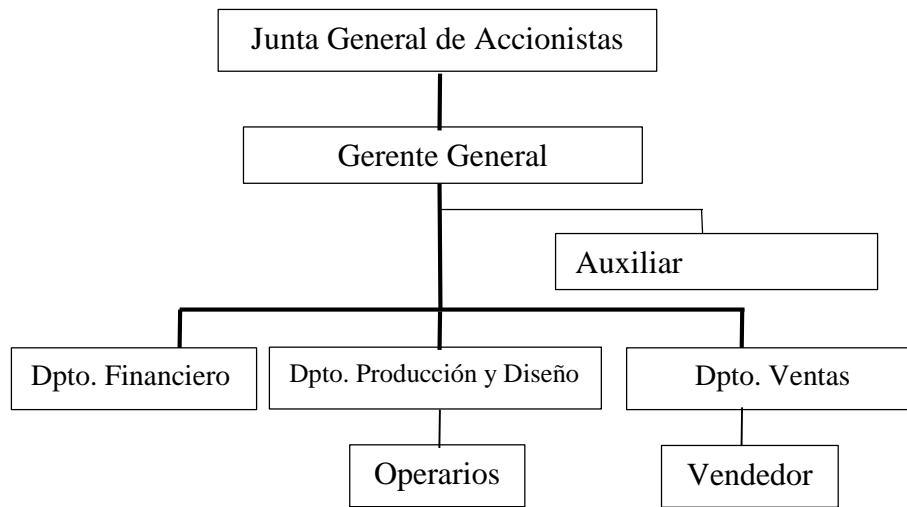 Junta General de Accionistas
Gerente General
Auxiliar
Dpto. Financiero
Dpto. Producción y Diseño
Dpto. Ventas
Operarios
Vendedor